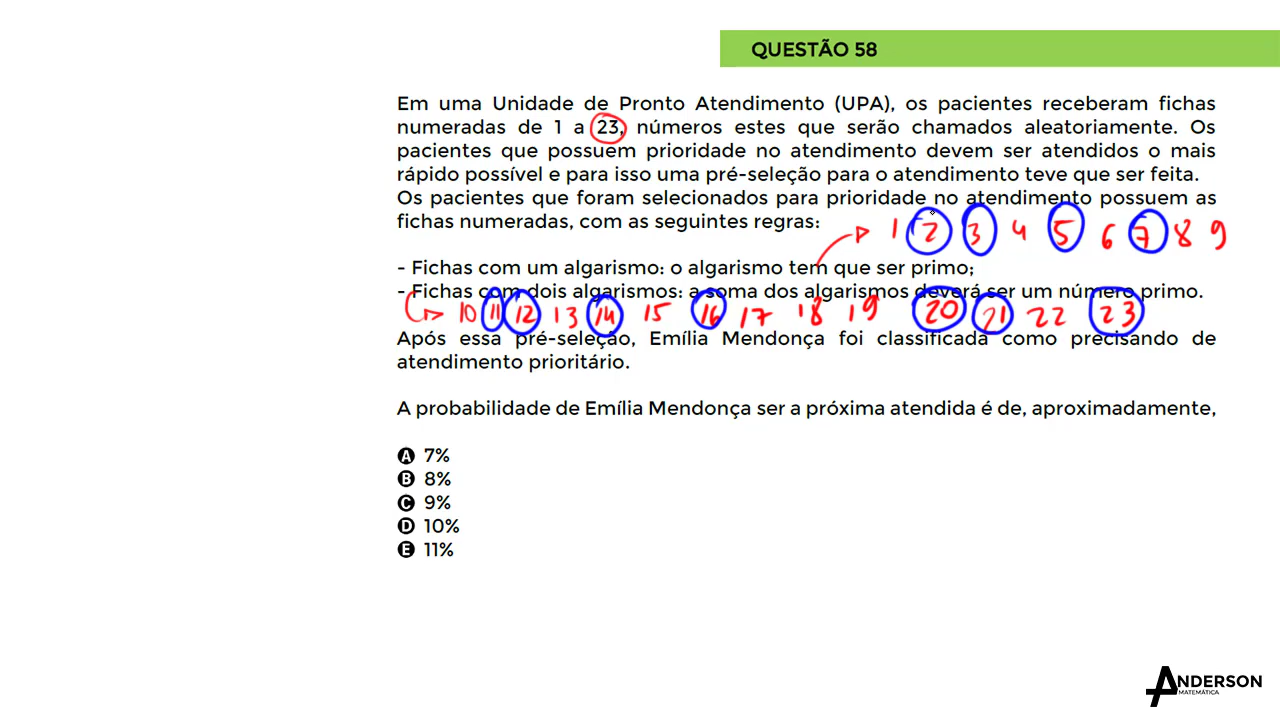 QUESTÃO 58
Em uma Unidade de Pronto Atendimento (UPA), os pacientes receberam fichas
numeradas de 1 a 23, números estes que serão chamados aleatoriamente. Os
pacientes que possuem prioridade no atendimento devem ser atendidos o mais
rápido possível e para isso uma pré-seleção para o atendimento teve que ser feita.
Os pacientes que foram selecionados para prioridade no atendimento possuem as
fichas numeradas, com as seguintes regras:
1 2 3 4 5 6 7 8 9
- Fichas com um algarismo: o algarismo tem que ser primo;
- Fichas com dois algarismos: a soma dos algarismos deverá ser um número primo.
10 11 12 13 14 15 16 17 18 19 20 21 22 23
Após essa pré-seleção, Emília Mendonça foi classificada como precisando de
atendimento prioritário.
A probabilidade de Emília Mendonça ser a próxima atendida é de, aproximadamente,
A 7%
B 8%
C 9%
D 10%
E 11%
ANDERSON
MATEMÁTICA